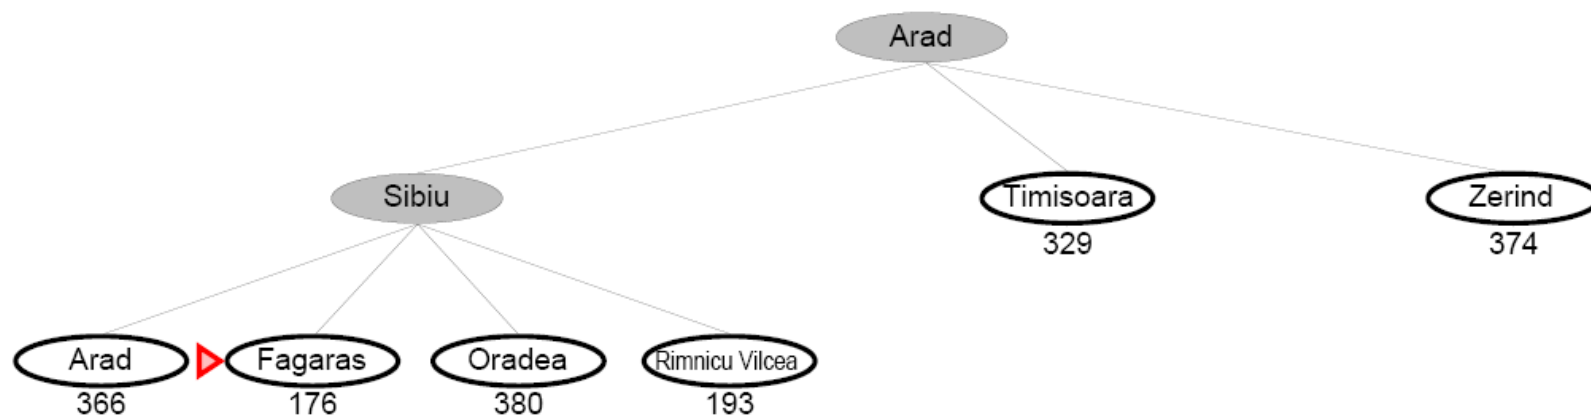 Arad
Sibiu
Timisoara
Zerind
329
374
Arad
Fagaras
Oradea
Rimnicu Vilcea
366
176
380
193